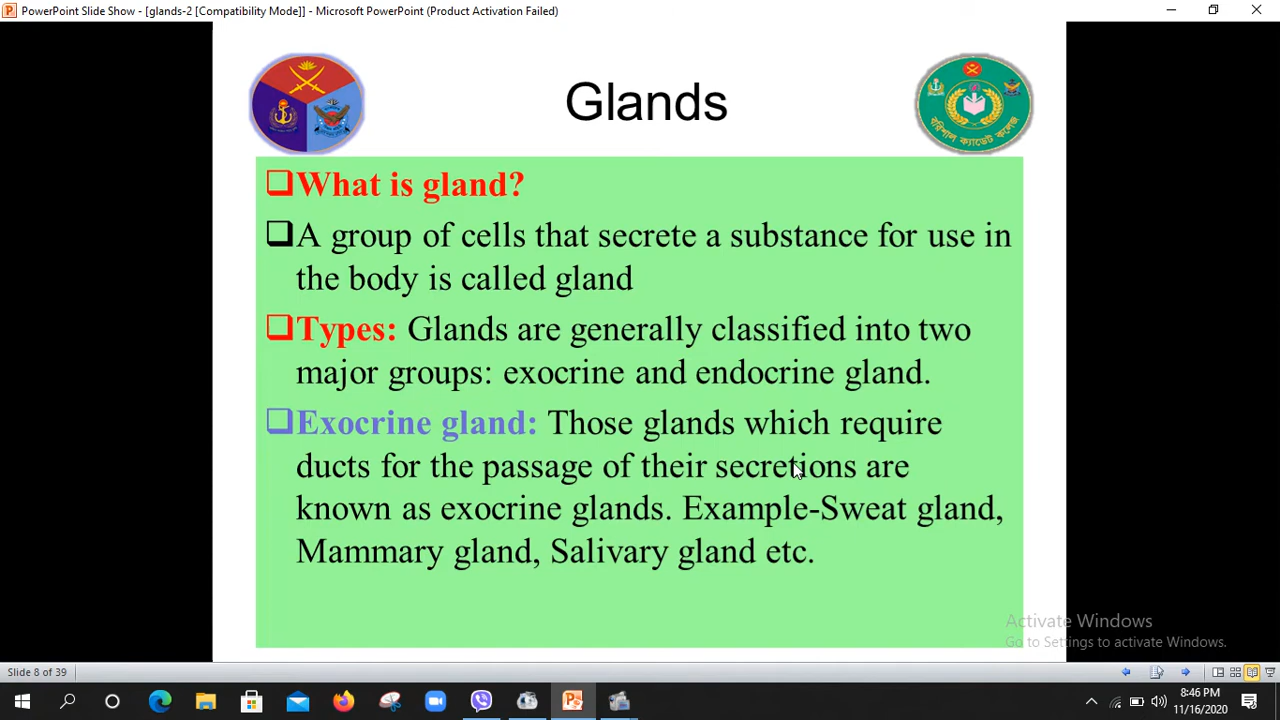 PowerPoint Slide Show - [glands-2 [Compatibility Mode]] - Microsoft PowerPoint (Product Activation Failed)
Glands
বরিশাল ক্যাডেট কলেজ
What is gland?
A group of cells that secrete a substance for use in
the body is called gland
Types: Glands are generally classified into two
major groups: exocrine and endocrine gland.
Exocrine gland: Those glands which require
ducts for the passage of their secretions are
known as exocrine glands. Example-Sweat gland,
Mammary gland, Salivary gland etc.
Activate Windows
Go to Settings to activate Windows.
Slide 8 of 39
8:46 PM
11/16/2020